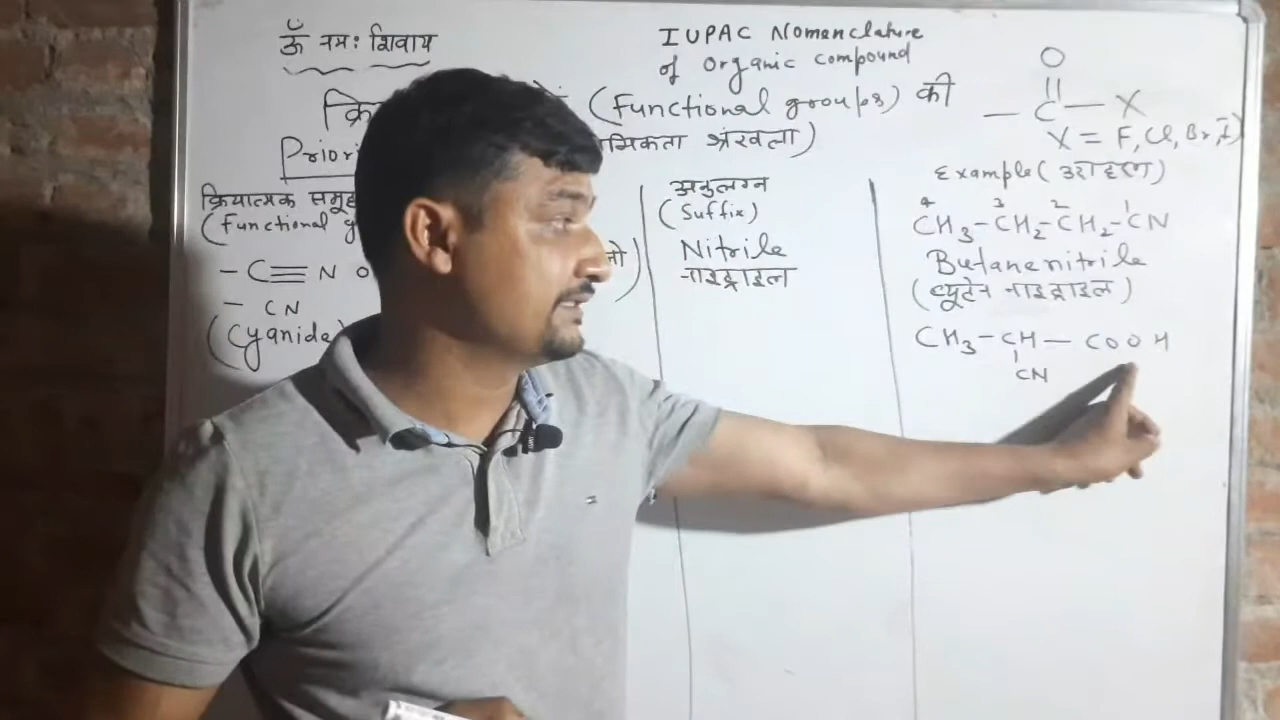 ॐ नमः शिवाय
IUPAC Nomenclature
of Organic compound
(Functional groups) की
श्रंखला)
क्रियात्मक समूह
(Functional
- C≡N
- CN
(Cyanide)
अनुलग्न
(Suffix)
Nitrile
नाइट्राइल
O
||
— C — X
X = F, Cl, Br, I)
Example (उदाहरण)
4 3 2 1
CH₃-CH₂-CH₂-CN
Butanenitrile
(ब्यूटेन नाइट्राइल)
CH₃-CH — COOH
|
CN